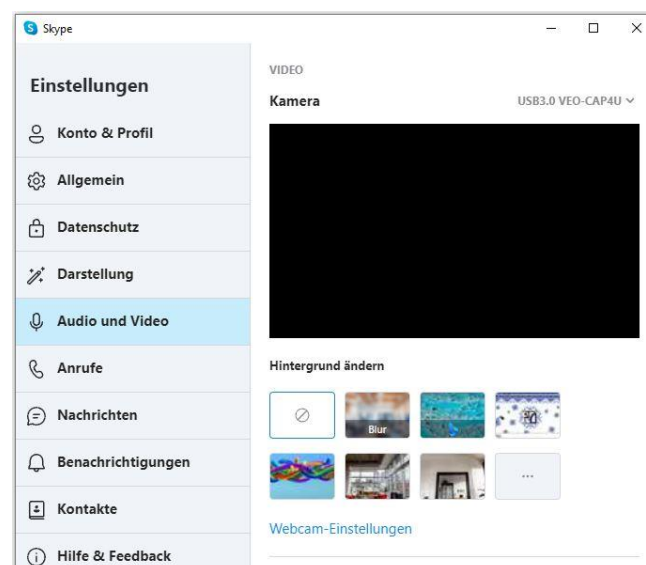 Skype
Einstellungen
Konto & Profil
Allgemein
Datenschutz
Darstellung
Audio und Video
Anrufe
Nachrichten
Benachrichtigungen
Kontakte
Hilfe & Feedback
VIDEO
Kamera USB3.0 VEO-CAP4U
Hintergrund ändern
Blur
Webcam-Einstellungen